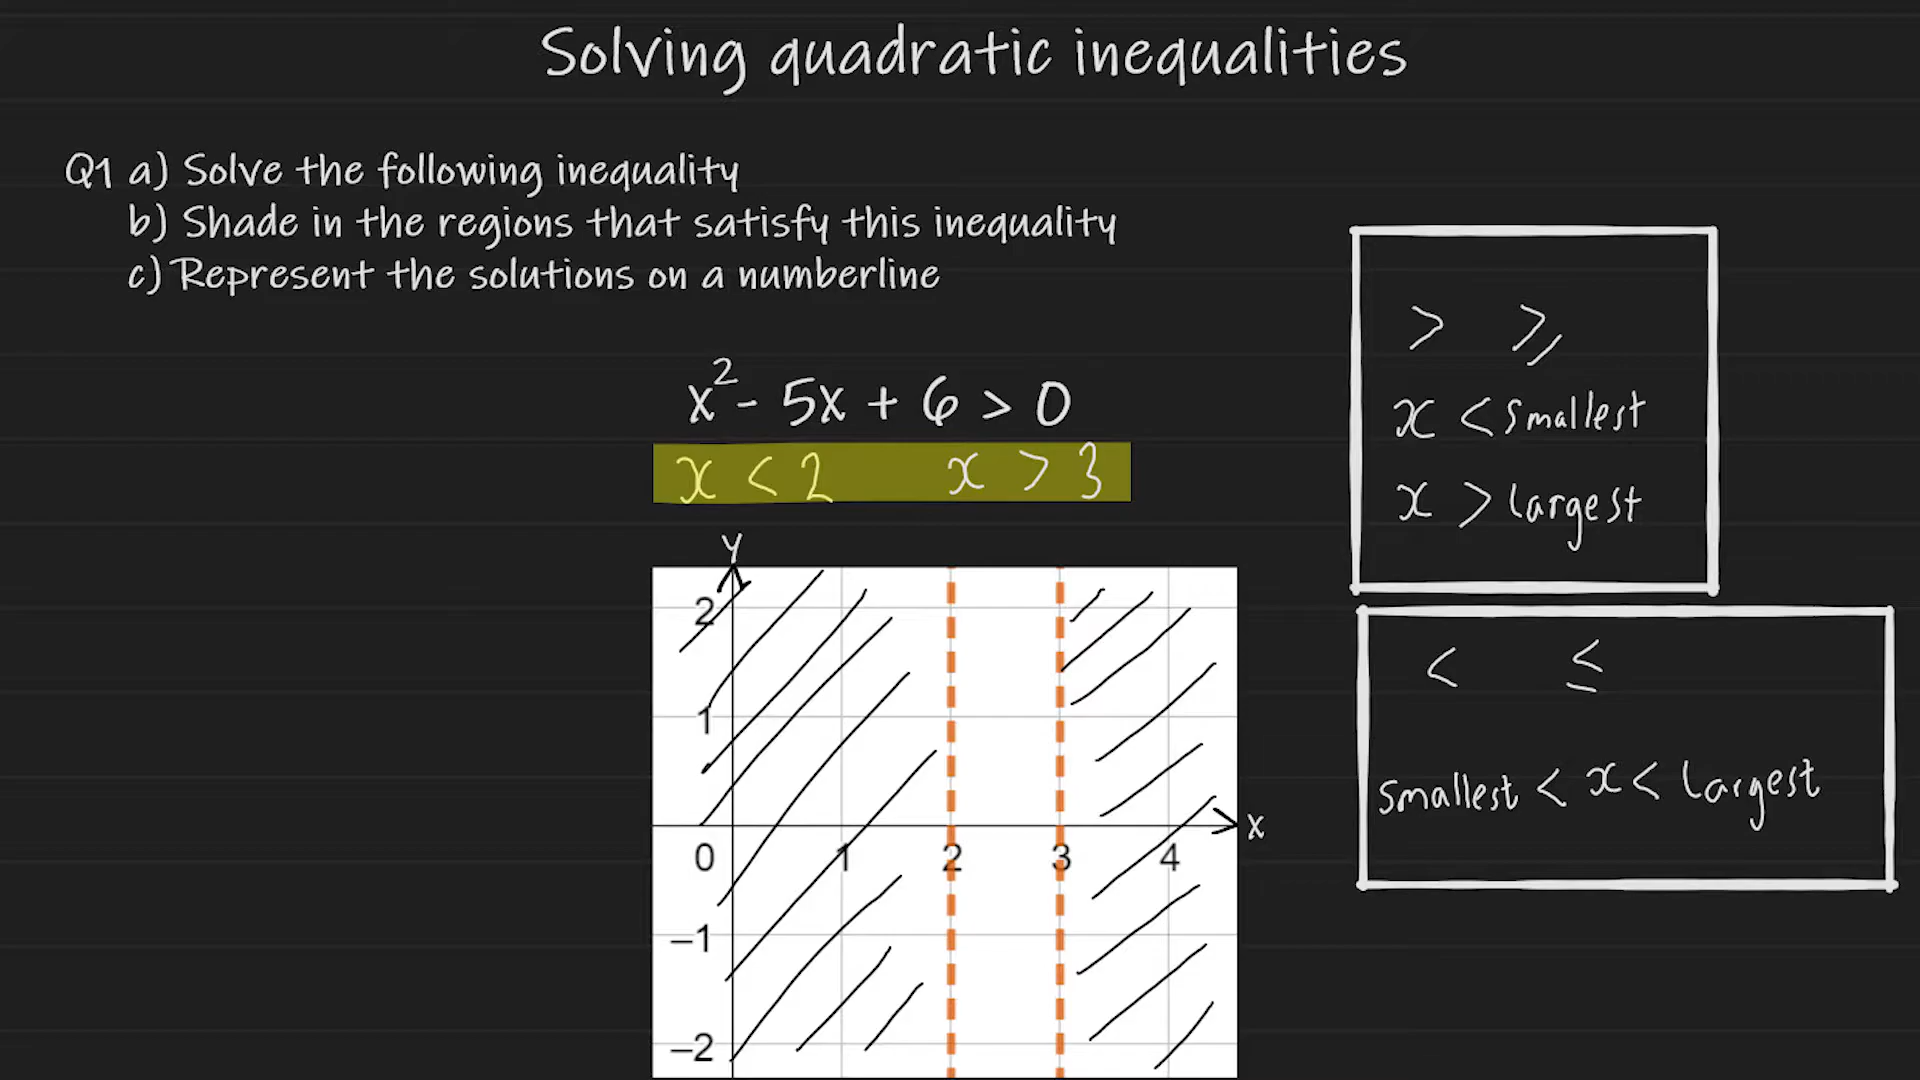 Solving quadratic inequalities
Q1 a) Solve the following inequality
b) Shade in the regions that satisfy this inequality
c) Represent the solutions on a numberline
x² - 5x + 6 > 0
x < 2 x > 3
y
2
1
0 1 2 3 4
x
–1
–2
> ⩾
x < smallest
x > largest
< ≤
smallest < x < largest